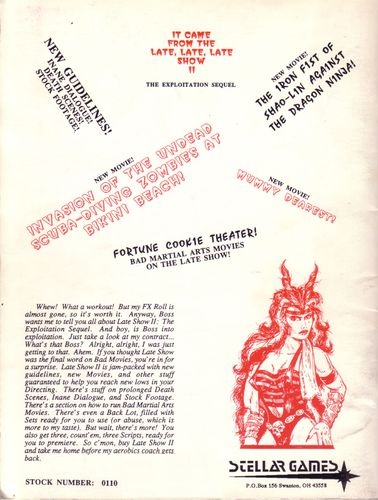 IT CAME
FROM THE
LATE, LATE, LATE
SHOW
II
THE EXPLOITATION SEQUEL
NEW GUIDELINES!
INANE DIALOGUE!
DEATH SCENES!
STOCK FOOTAGE!
NEW MOVIE!
THE IRON FIST OF
SHAO-LIN AGAINST
THE DRAGON NINJA!
NEW MOVIE!
INVASION OF THE UNDEAD
SCUBA-DIVING ZOMBIES AT
BIKINI BEACH!
NEW MOVIE!
MUMMY DEAREST!
FORTUNE COOKIE THEATER!
BAD MARTIAL ARTS MOVIES
ON THE LATE SHOW!
Whew! What a workout! But my FX Roll is
almost gone, so it's worth it. Anyway, Boss
wants me to tell you all about Late Show II: The
Exploitation Sequel. And boy, is Boss into
exploitation. Just take a look at my contract...
What's that Boss? Alright, alright, I was just
getting to that. Ahem. If you thought Late Show
was the final word on Bad Movies, you're in for
a surprise. Late Show II is jam-packed with new
guidelines, new Movies, and other stuff
guaranteed to help you reach new lows in your
Directing. There's stuff on prolonged Death
Scenes, Inane Dialogue, and Stock Footage.
There's a section on how to run Bad Martial Arts
Movies. There's even a Back Lot, filled with
Sets ready for you to use (or abuse, which is
more to my taste). But wait, there's more! You
also get three, count'em, three Scripts, ready for
you to premiere. So c'mon, buy Late Show II
and take me home before my aerobics coach gets
back.
STOCK NUMBER: 0110
STELLAR GAMES
P.O.Box 156 Swanton, OH 43558